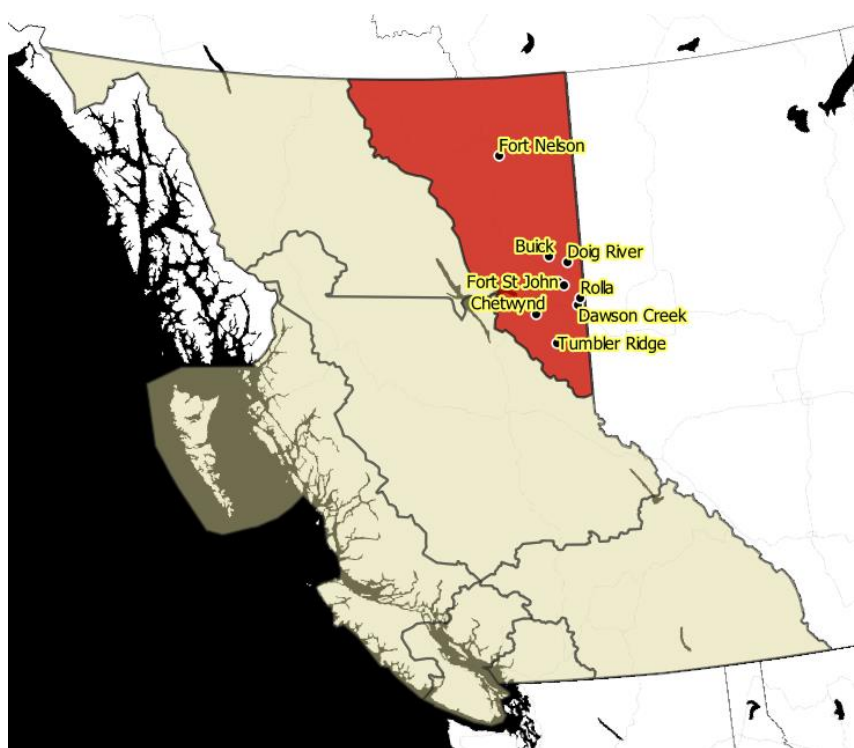 Fort Nelson
Buick
Doig River
Fort St John
Rolla
Chetwynd
Dawson Creek
Tumbler Ridge